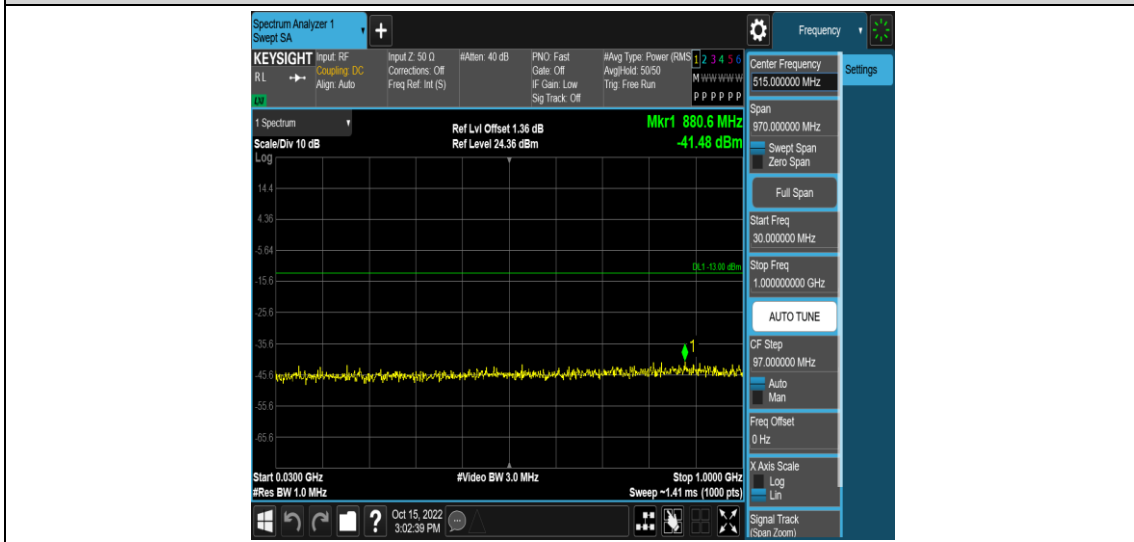 Spectrum Analyzer 1
Swept SA
+
Frequency
KEYSIGHT
RL
Input: RF
Coupling: DC
Align: Auto
Input Z: 50 Ω
Corrections: Off
Freq Ref: Int (S)
#Atten: 40 dB
PNO: Fast
Gate: Off
IF Gain: Low
Sig Track: Off
#Avg Type: Power (RMS
Avg|Hold: 50/50
Trig: Free Run
1 2 3 4 5 6
M W W W W W
P P P P P P
Center Frequency
515.000000 MHz
Settings
1 Spectrum
Scale/Div 10 dB
Log
Ref Lvl Offset 1.36 dB
Ref Level 24.36 dBm
Mkr1 880.6 MHz
-41.48 dBm
14.4
4.36
-5.64
-15.6
-25.6
-35.6
-45.6
-55.6
-65.6
DL1 -13.00 dBm
1
Start 0.0300 GHz
#Res BW 1.0 MHz
#Video BW 3.0 MHz
Stop 1.0000 GHz
Sweep ~1.41 ms (1000 pts)
Span
970.000000 MHz
Swept Span
Zero Span
Full Span
Start Freq
30.000000 MHz
Stop Freq
1.000000000 GHz
AUTO TUNE
CF Step
97.000000 MHz
Auto
Man
Freq Offset
0 Hz
X Axis Scale
Log
Lin
Signal Track
(Span Zoom)
?
Oct 15, 2022
3:02:39 PM